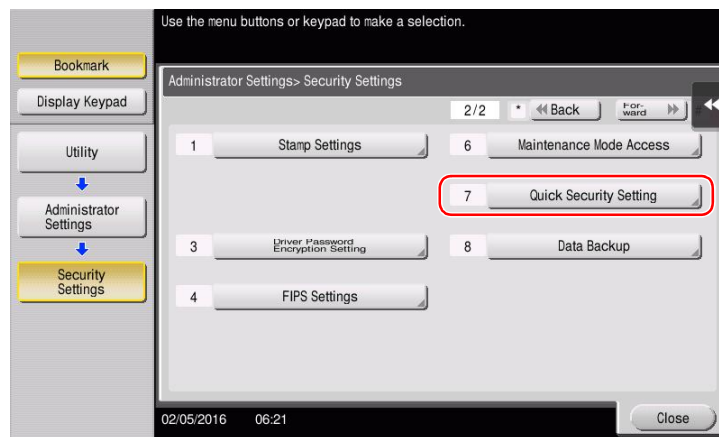 Use the menu buttons or keypad to make a selection.
Bookmark
Display Keypad
Utility
Administrator
Settings
Security
Settings
Administrator Settings> Security Settings
2/2
* Back
For-
ward
1 Stamp Settings
6 Maintenance Mode Access
7 Quick Security Setting
3 Driver Password
Encryption Setting
8 Data Backup
4 FIPS Settings
02/05/2016 06:21
Close